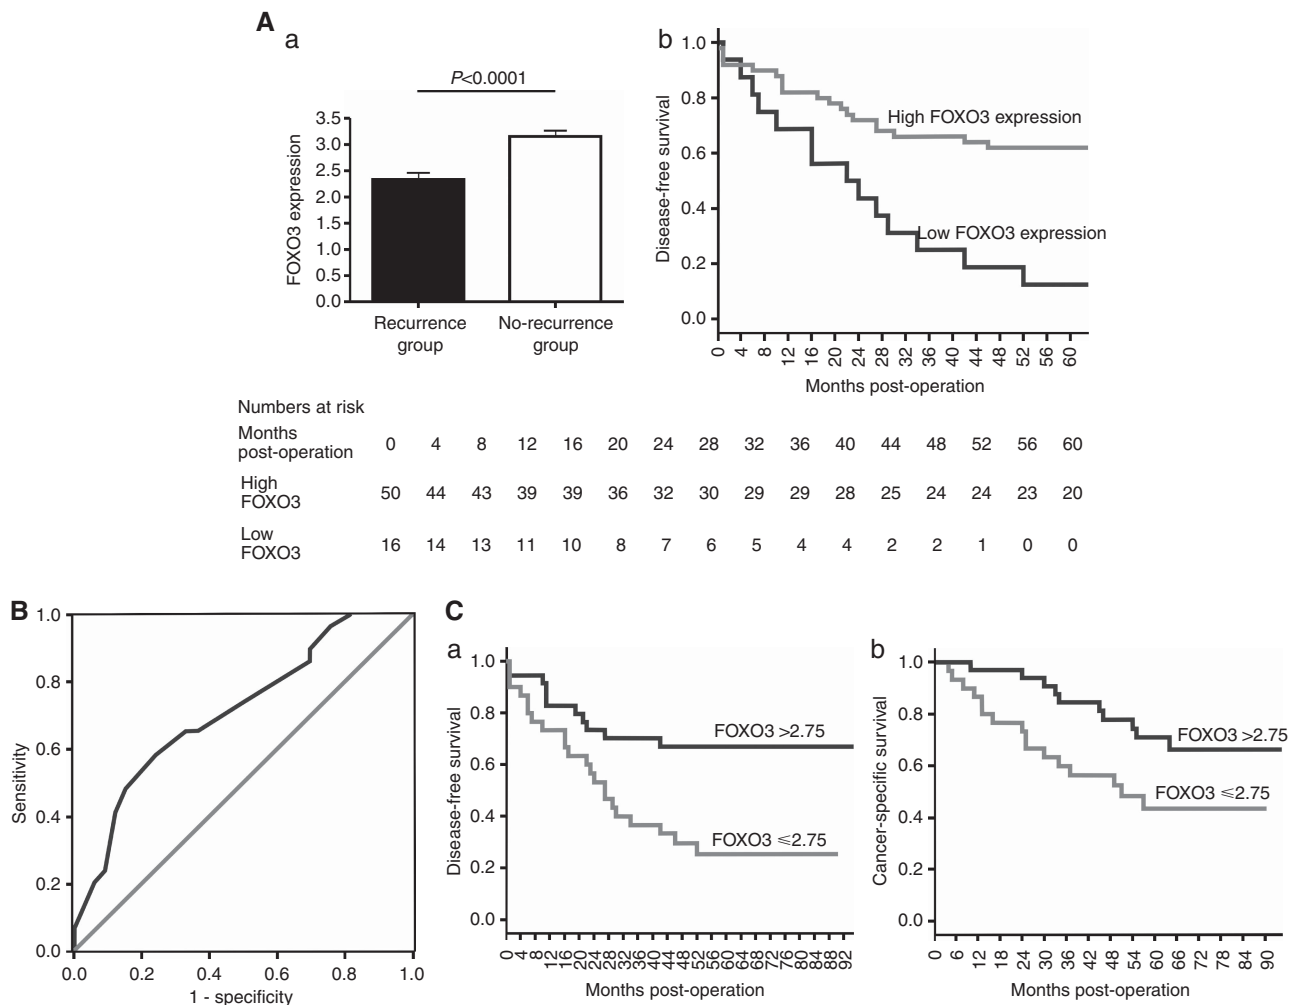 A
a
P<0.0001
3.5
3.0
2.5
2.0
1.5
1.0
0.5
0.0
FOXO3 expression
Recurrence
group
No-recurrence
group
b
1.0
0.8
0.6
0.4
0.2
0.0
Disease-free survival
High FOXO3 expression
Low FOXO3 expression
0 4 8 12 16 20 24 28 32 36 40 44 48 52 56 60
Months post-operation
Numbers at risk
Months
post-operation 0 4 8 12 16 20 24 28 32 36 40 44 48 52 56 60
High
FOXO3 50 44 43 39 39 36 32 30 29 29 28 25 24 24 23 20
Low
FOXO3 16 14 13 11 10 8 7 6 5 4 4 2 2 1 0 0
B
1.0
0.8
0.6
0.4
0.2
0.0
Sensitivity
0.0 0.2 0.4 0.6 0.8 1.0
1 - specificity
C
a
1.0
0.8
0.6
0.4
0.2
0.0
Disease-free survival
FOXO3 >2.75
FOXO3 ⩽2.75
0 4 8 12 16 20 24 28 32 36 40 44 48 52 56 60 64 68 72 76 80 84 88 92
Months post-operation
b
1.0
0.8
0.6
0.4
0.2
0.0
Cancer-specific survival
FOXO3 >2.75
FOXO3 ⩽2.75
0 6 12 18 24 30 36 42 48 54 60 66 72 78 84 90
Months post-operation